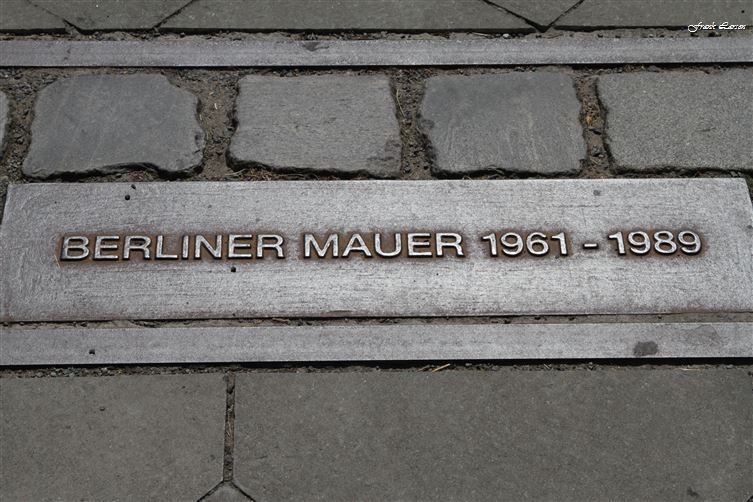 Frank Larsen
BERLINER MAUER 1961 - 1989